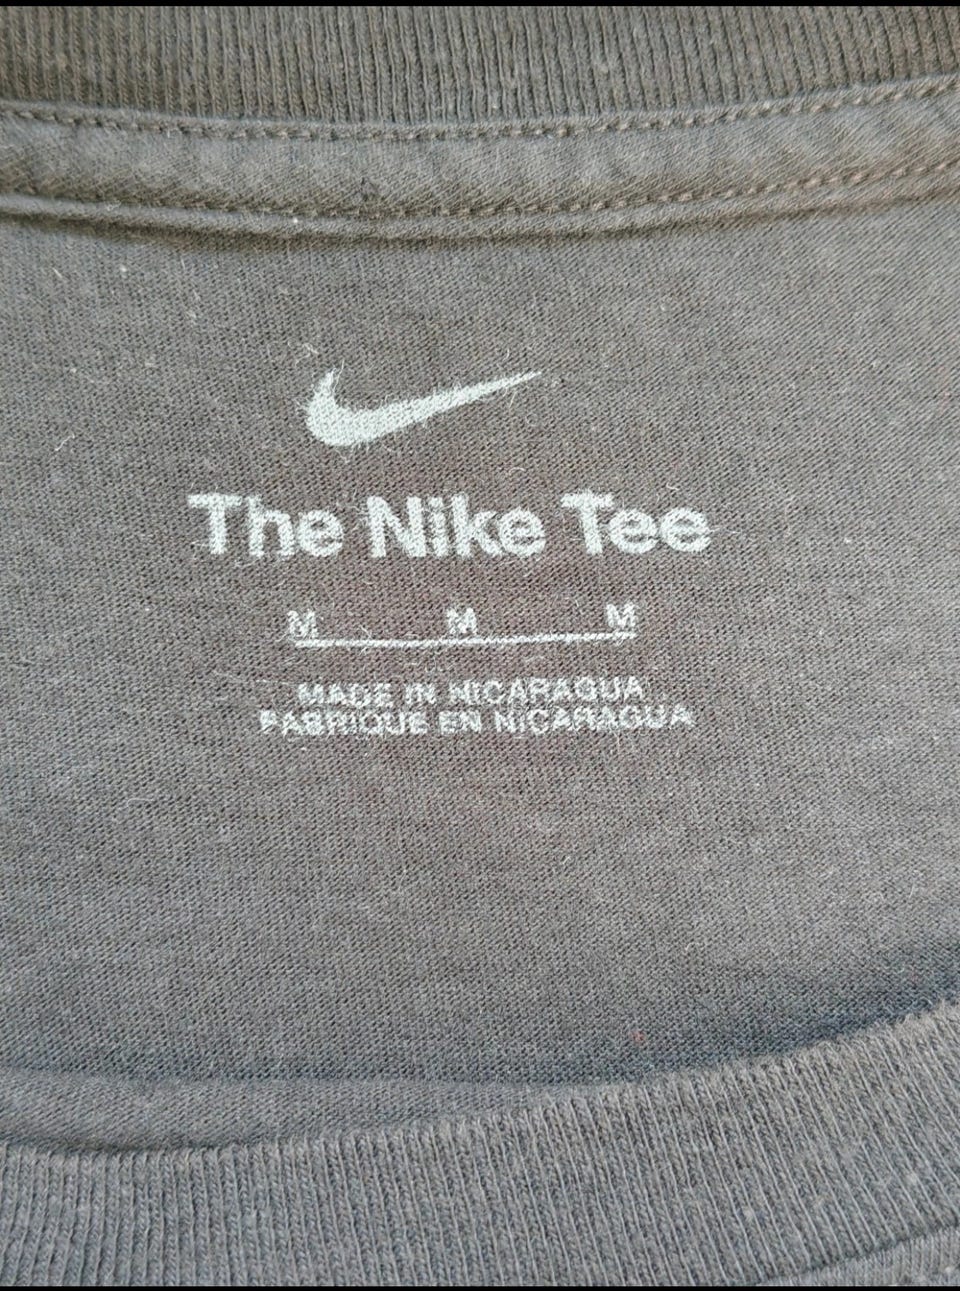 The Nike Tee
M M M
MADE IN NICARAGUA
FABRIQUE EN NICARAGUA